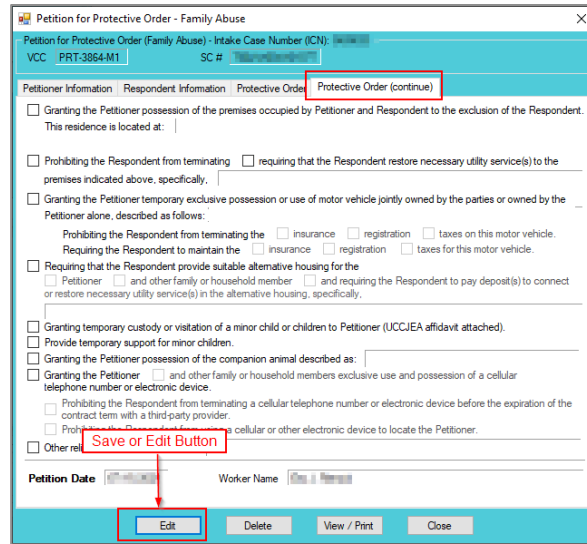 Petition for Protective Order - Family Abuse
Petition for Protective Order (Family Abuse) - Intake Case Number (ICN):
VCC PRT-3864-M1 SC #
Petitioner Information Respondent Information Protective Order Protective Order (continue)
Granting the Petitioner possession of the premises occupied by Petitioner and Respondent to the exclusion of the Respondent.
This residence is located at:
Prohibiting the Respondent from terminating requiring that the Respondent restore necessary utility service(s) to the
premises indicated above, specifically,
Granting the Petitioner temporary exclusive possession or use of motor vehicle jointly owned by the parties or owned by the
Petitioner alone, described as follows:
Prohibiting the Respondent from terminating the insurance registration taxes on this motor vehicle.
Requiring the Respondent to maintain the insurance registration taxes for this motor vehicle.
Requiring that the Respondent provide suitable alternative housing for the
Petitioner and other family or household member and requiring the Respondent to pay deposit(s) to connect
or restore necessary utility service(s) in the alternative housing, specifically,
Granting temporary custody or visitation of a minor child or children to Petitioner (UCCJEA affidavit attached).
Provide temporary support for minor children.
Granting the Petitioner possession of the companion animal described as:
Granting the Petitioner and other family or household members exclusive use and possession of a cellular
telephone number or electronic device.
Prohibiting the Respondent from terminating a cellular telephone number or electronic device before the expiration of the
contract term with a third-party provider.
Prohibiting the Respondent from using a cellular or other electronic device to locate the Petitioner.
Save or Edit Button
Other
Petition Date Worker Name
Edit Delete View / Print Close